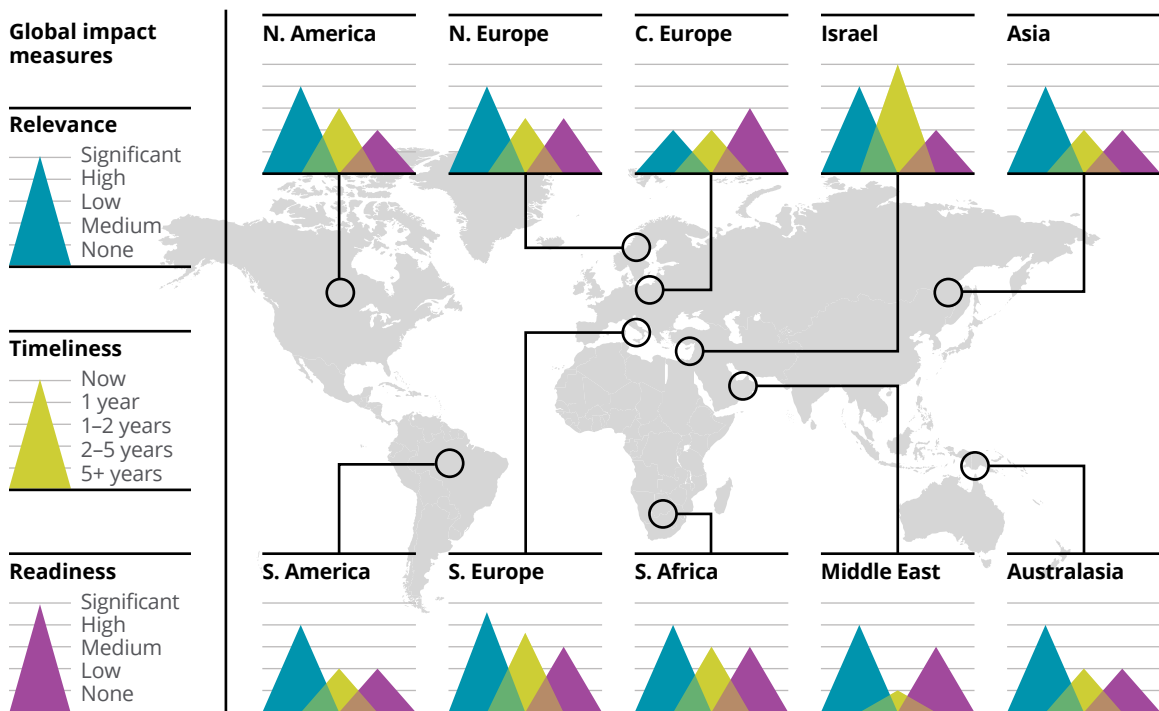 Global impact
measures
Relevance
Significant
High
Low
Medium
None
Timeliness
Now
1 year
1–2 years
2–5 years
5+ years
Readiness
Significant
High
Medium
Low
None
N. America
N. Europe
C. Europe
Israel
Asia
S. America
S. Europe
S. Africa
Middle East
Australasia